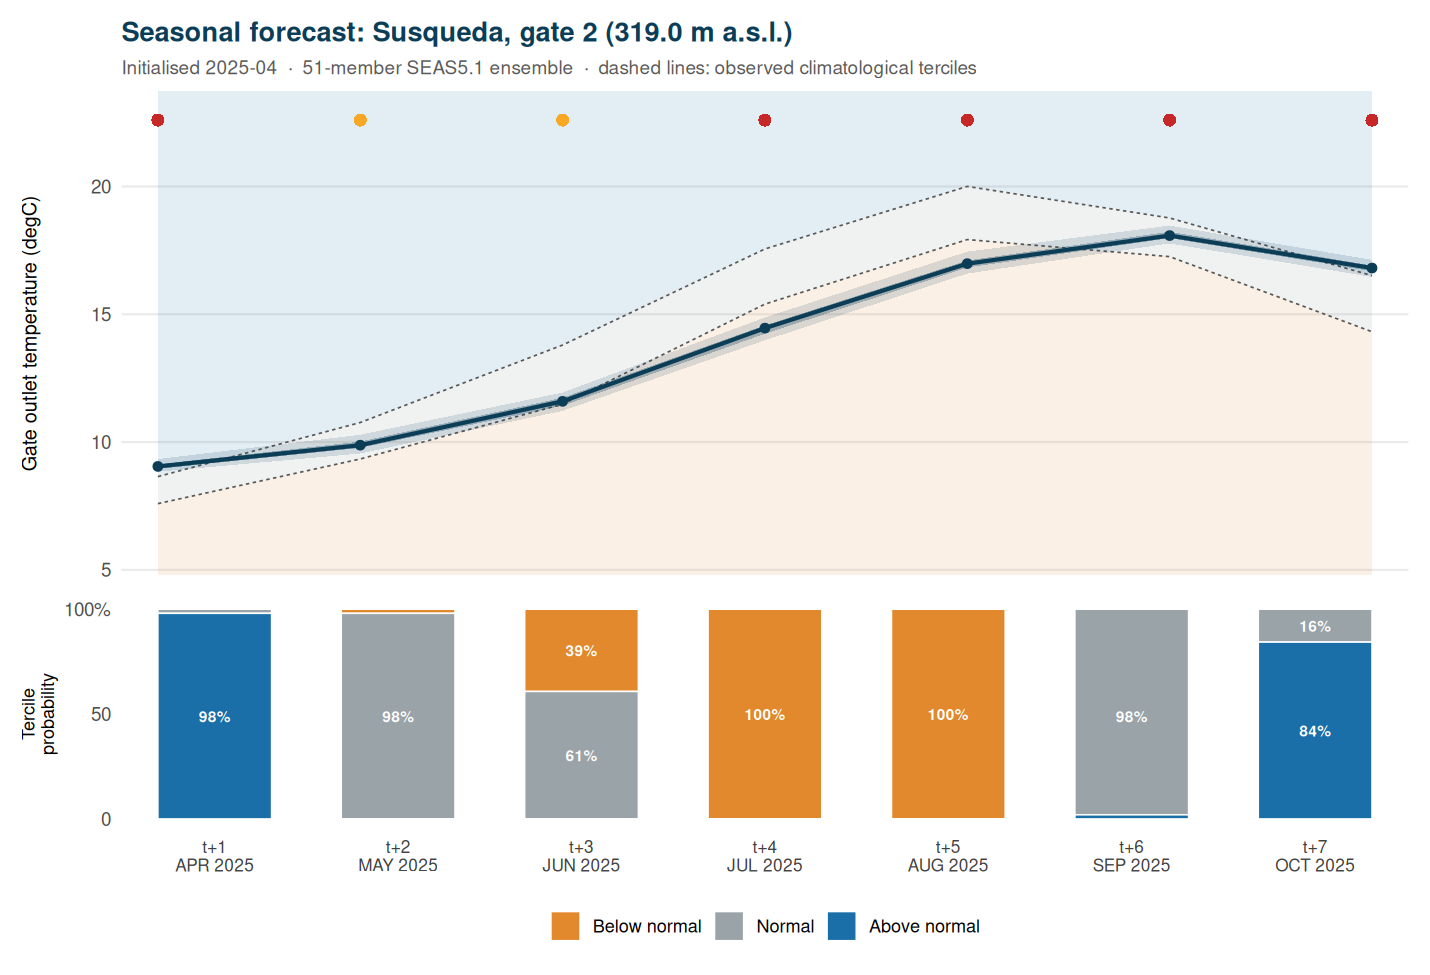 Seasonal forecast: Susqueda, gate 2 (319.0 m a.s.l.)
Initialised 2025-04 · 51-member SEAS5.1 ensemble · dashed lines: observed climatological terciles
Gate outlet temperature (degC)
20
15
10
5
Tercile
probability
100%
50
0
98%
98%
39%
61%
100%
100%
98%
16%
84%
t+1
APR 2025
t+2
MAY 2025
t+3
JUN 2025
t+4
JUL 2025
t+5
AUG 2025
t+6
SEP 2025
t+7
OCT 2025
Below normal
Normal
Above normal